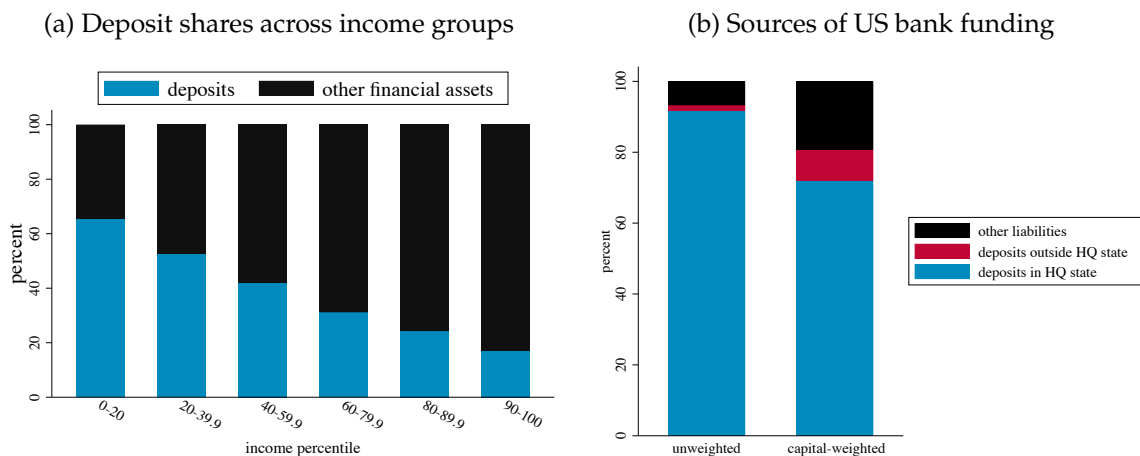 (a) Deposit shares across income groups
deposits
other financial assets
percent
0
20
40
60
80
100
0-20
20-39.9
40-59.9
60-79.9
80-89.9
90-100
income percentile
(b) Sources of US bank funding
percent
0
20
40
60
80
100
unweighted
capital-weighted
other liabilities
deposits outside HQ state
deposits in HQ state